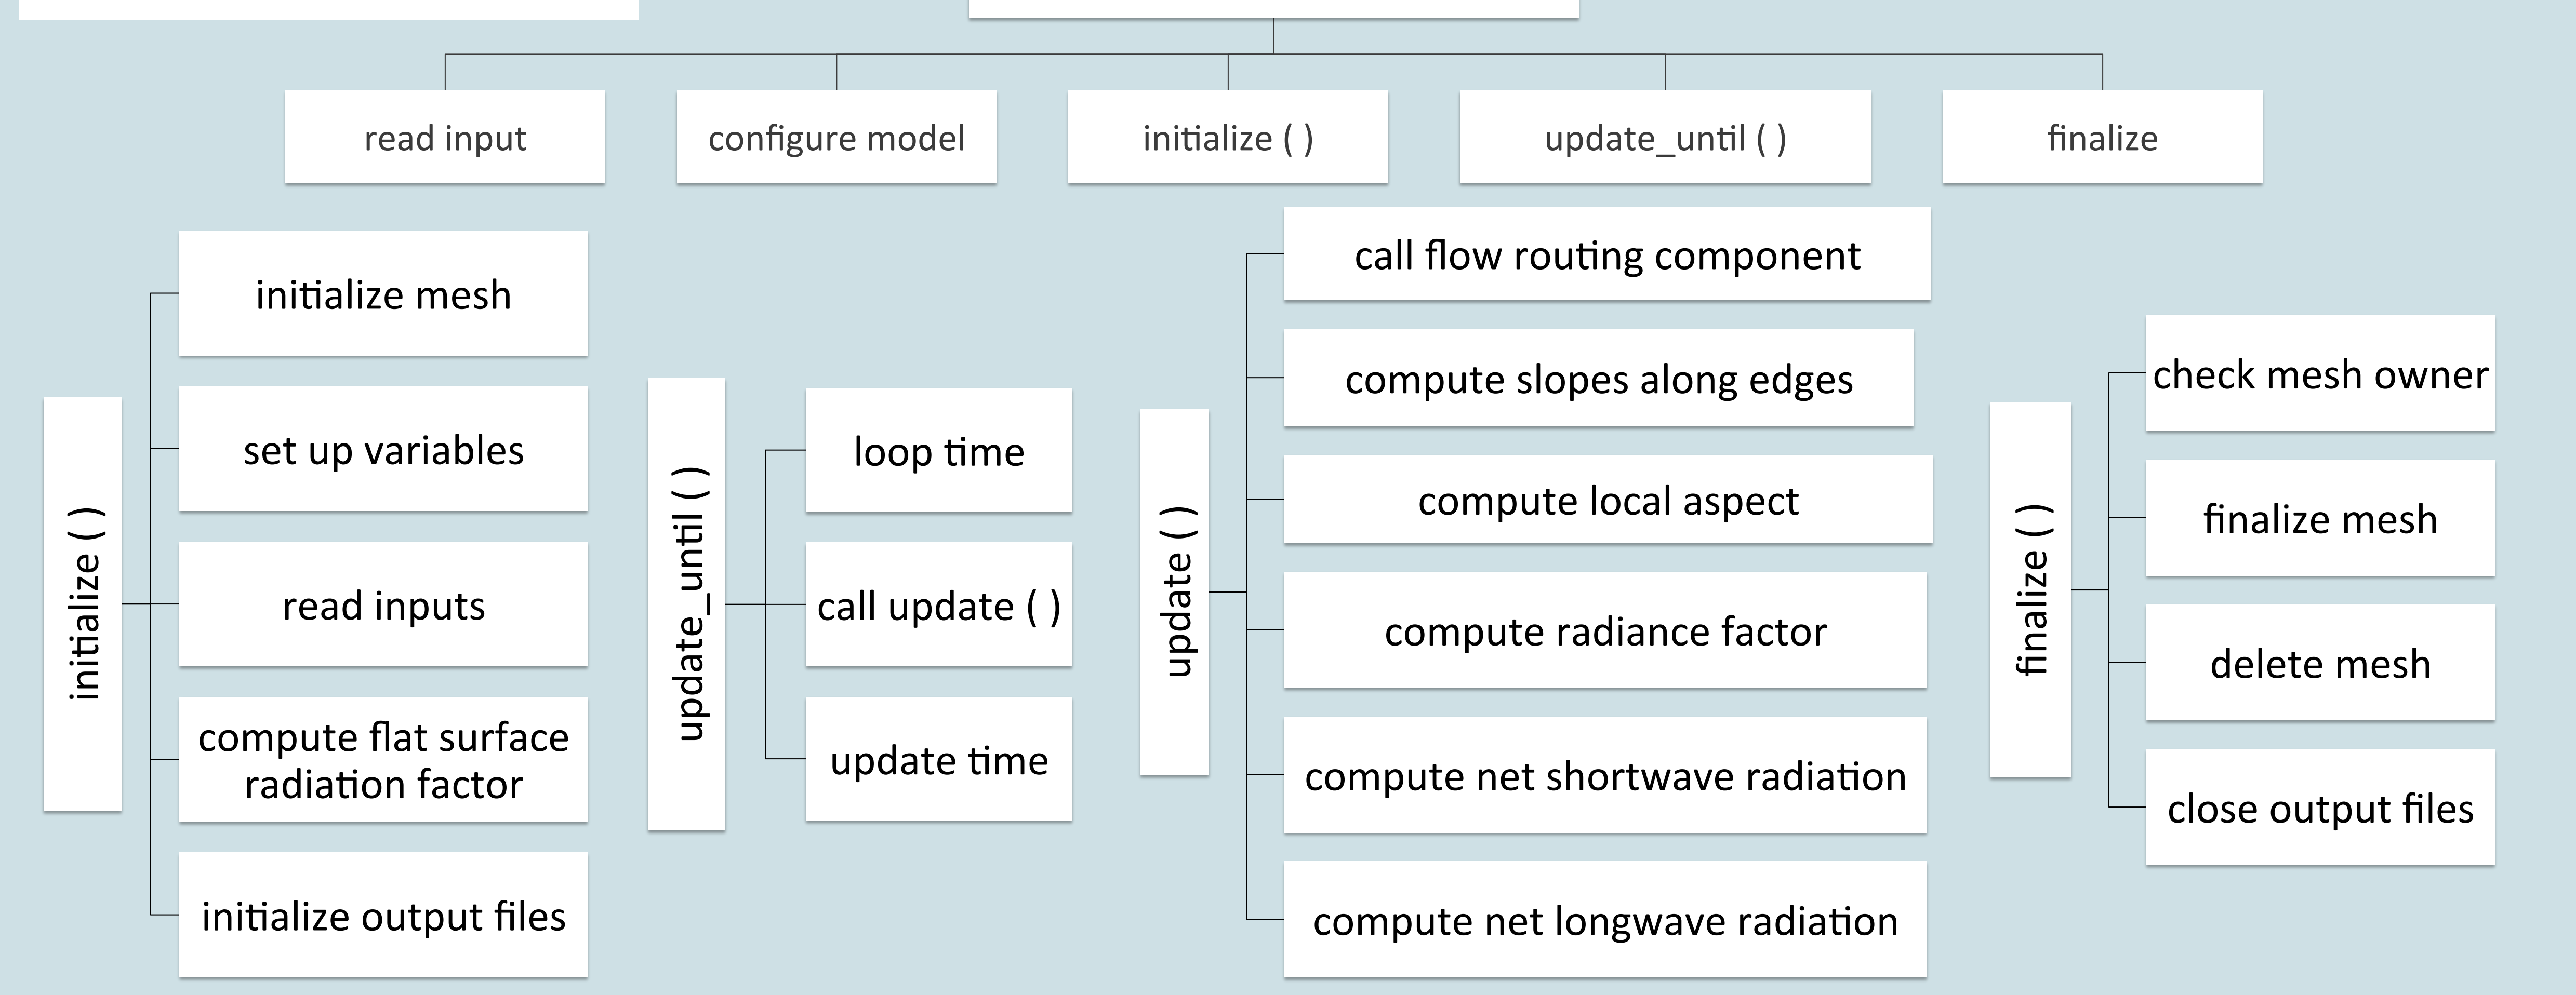 read input
configure model
initialize ( )
update_until ( )
finalize
initialize ( )
initialize mesh
set up variables
read inputs
compute flat surface
radiation factor
initialize output files
update_until ( )
loop time
call update ( )
update time
update ( )
call flow routing component
compute slopes along edges
compute local aspect
compute radiance factor
compute net shortwave radiation
compute net longwave radiation
finalize ( )
check mesh owner
finalize mesh
delete mesh
close output files